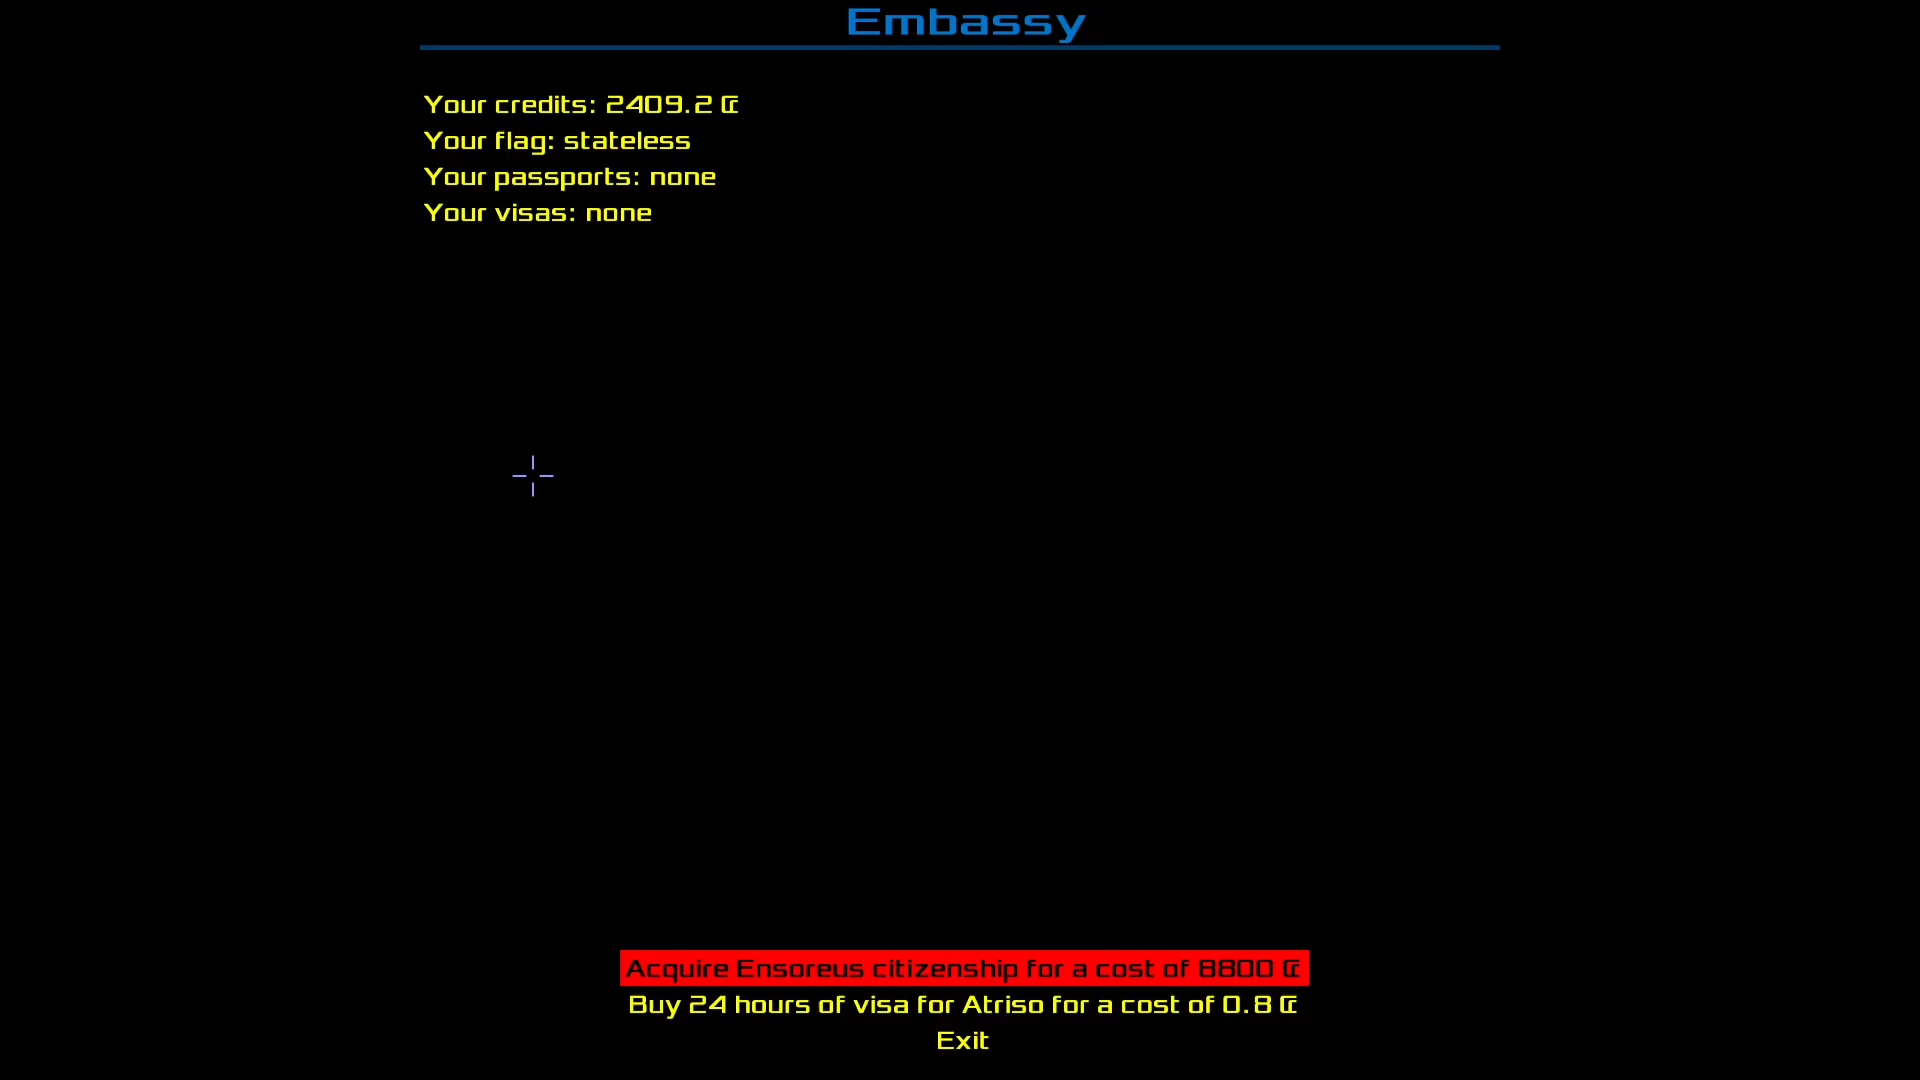 Embassy
Your credits: 2409.2 ₢
Your flag: stateless
Your passports: none
Your visas: none
Acquire Ensoreus citizenship for a cost of 8800 ₢
Buy 24 hours of visa for Atriso for a cost of 0.8 ₢
Exit